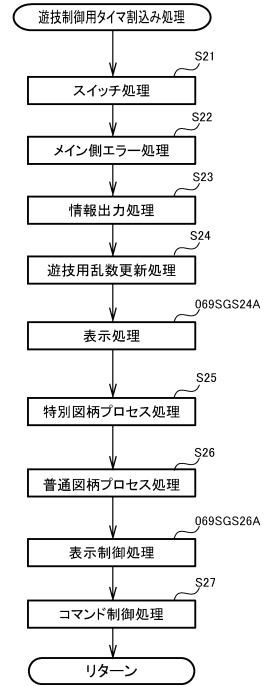 遊技制御用タイマ割込み処理
S21
スイッチ処理
S22
メイン側エラー処理
S23
情報出力処理
S24
遊技用乱数更新処理
069SGS24A
表示処理
S25
特別図柄プロセス処理
S26
普通図柄プロセス処理
069SGS26A
表示制御処理
S27
コマンド制御処理
リターン